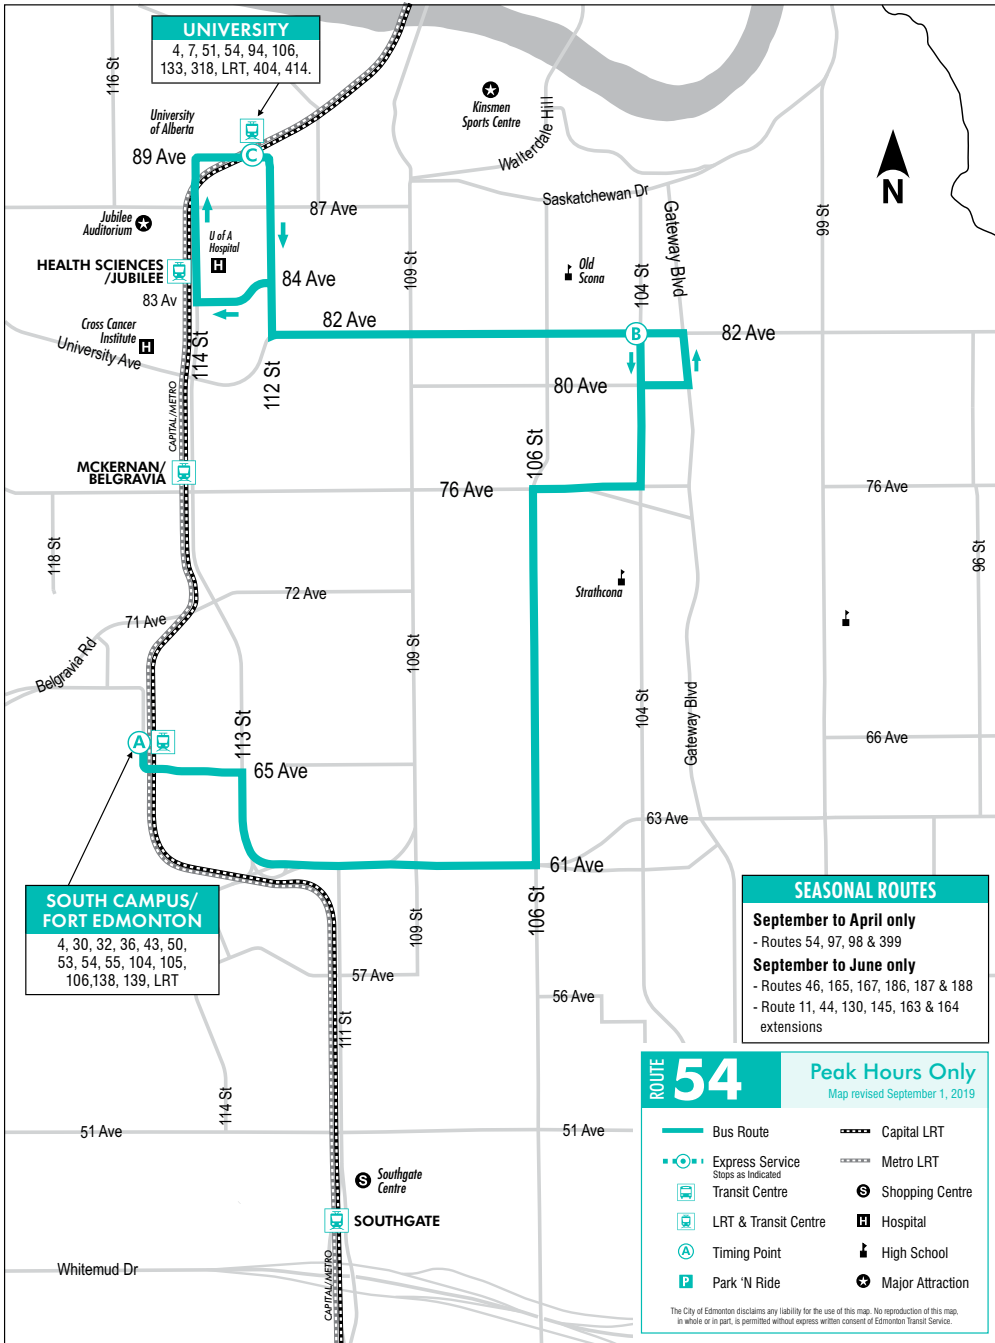 UNIVERSITY
4, 7, 51, 54, 94, 106,
133, 318, LRT, 404, 414.
116 St
University
of Alberta
Kinsmen
Sports Centre
Walterdale Hill
99 St
N
C
89 Ave
Saskatchewan Dr
Gateway Blvd
87 Ave
Jubilee
Auditorium
U of A
Hospital
H
HEALTH SCIENCES
/JUBILEE
84 Ave
109 St
Old
Scona
104 St
83 Av
82 Ave
B
82 Ave
Cross Cancer
Institute
H
University Ave
114 St
112 St
80 Ave
CAPITAL/METRO
106 St
MCKERNAN/
BELGRAVIA
76 Ave
76 Ave
118 St
96 St
72 Ave
Strathcona
71 Ave
109 St
Belgravia Rd
104 St
Gateway Blvd
113 St
A
66 Ave
65 Ave
63 Ave
61 Ave
SOUTH CAMPUS/
FORT EDMONTON
4, 30, 32, 36, 43, 50,
53, 54, 55, 104, 105,
106,138, 139, LRT
106 St
109 St
57 Ave
56 Ave
111 St
114 St
51 Ave
51 Ave
S
Southgate
Centre
SOUTHGATE
Whitemud Dr
CAPITAL/METRO
SEASONAL ROUTES
September to April only
- Routes 54, 97, 98 & 399
September to June only
- Routes 46, 165, 167, 186, 187 & 188
- Route 11, 44, 130, 145, 163 & 164
extensions
ROUTE 54
Peak Hours Only
Map revised September 1, 2019
Bus Route
Capital LRT
Express Service
Stops as Indicated
Metro LRT
Transit Centre
S Shopping Centre
LRT & Transit Centre
H Hospital
A Timing Point
High School
P Park 'N Ride
Major Attraction
The City of Edmonton disclaims any liability for the use of this map. No reproduction of this map,
in whole or in part, is permitted without express written consent of Edmonton Transit Service.